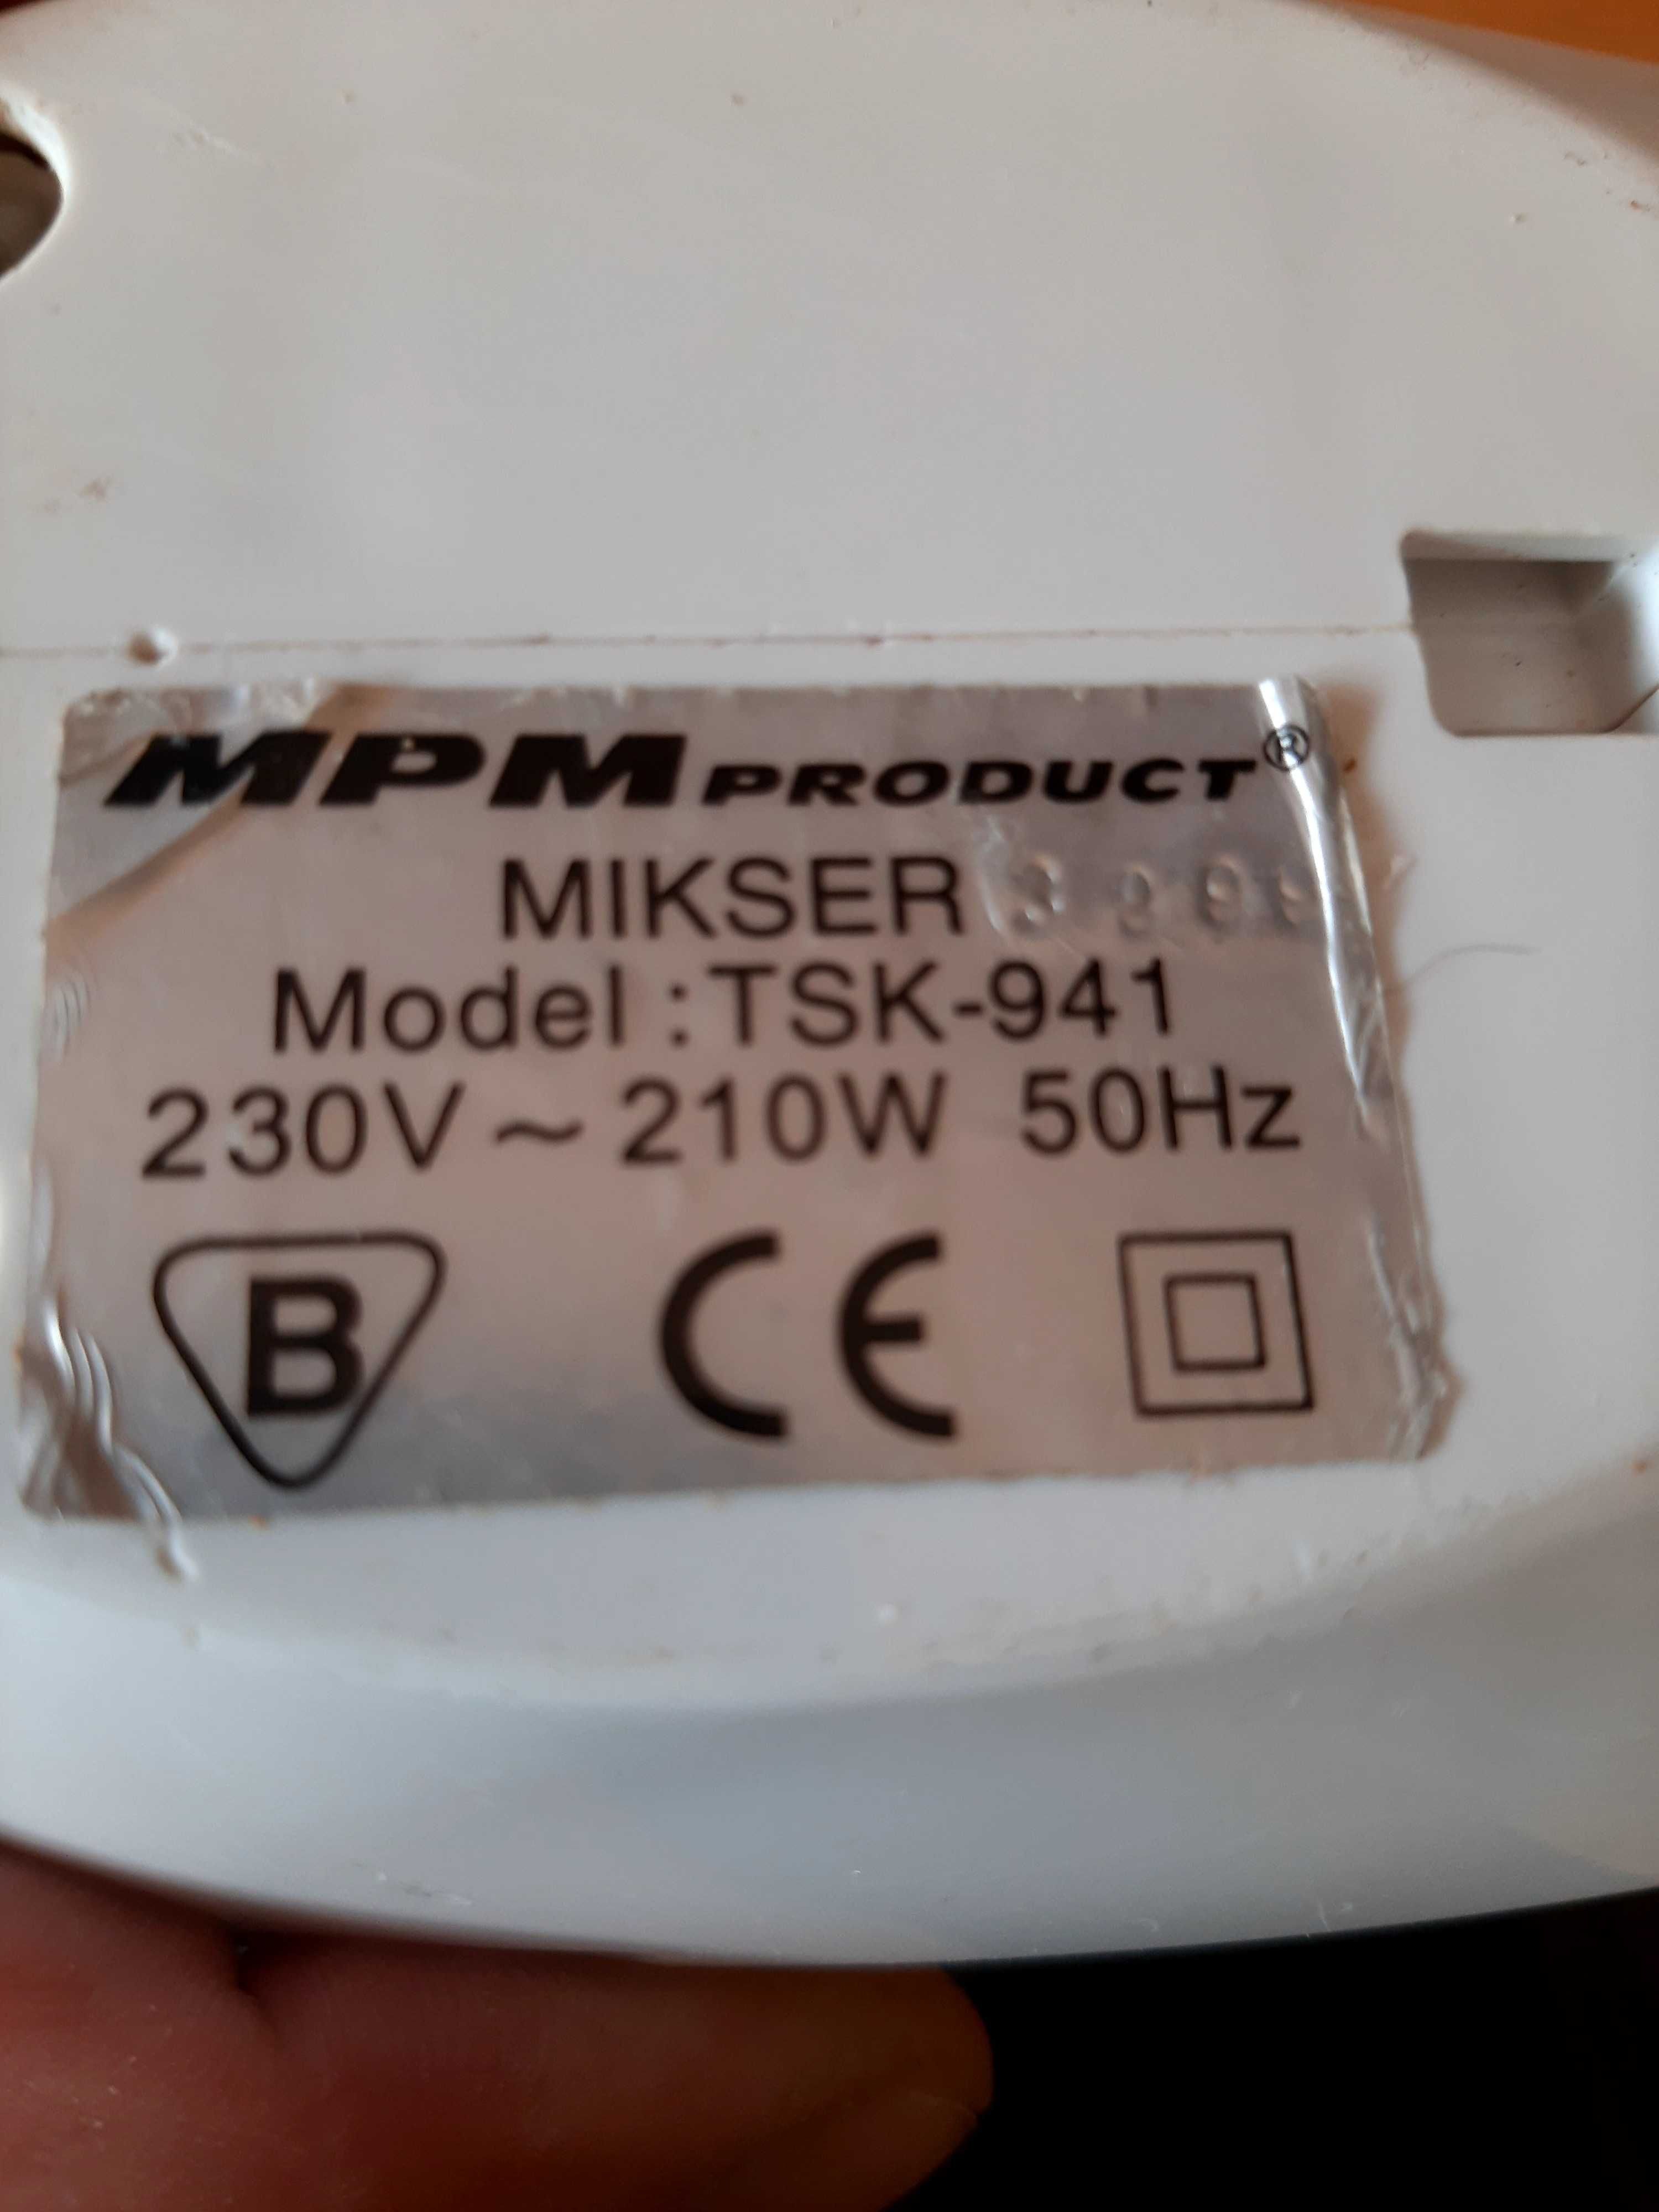 MPM PRODUCT®
MIKSER
Model :TSK-941
230V ~ 210W 50Hz
B CE